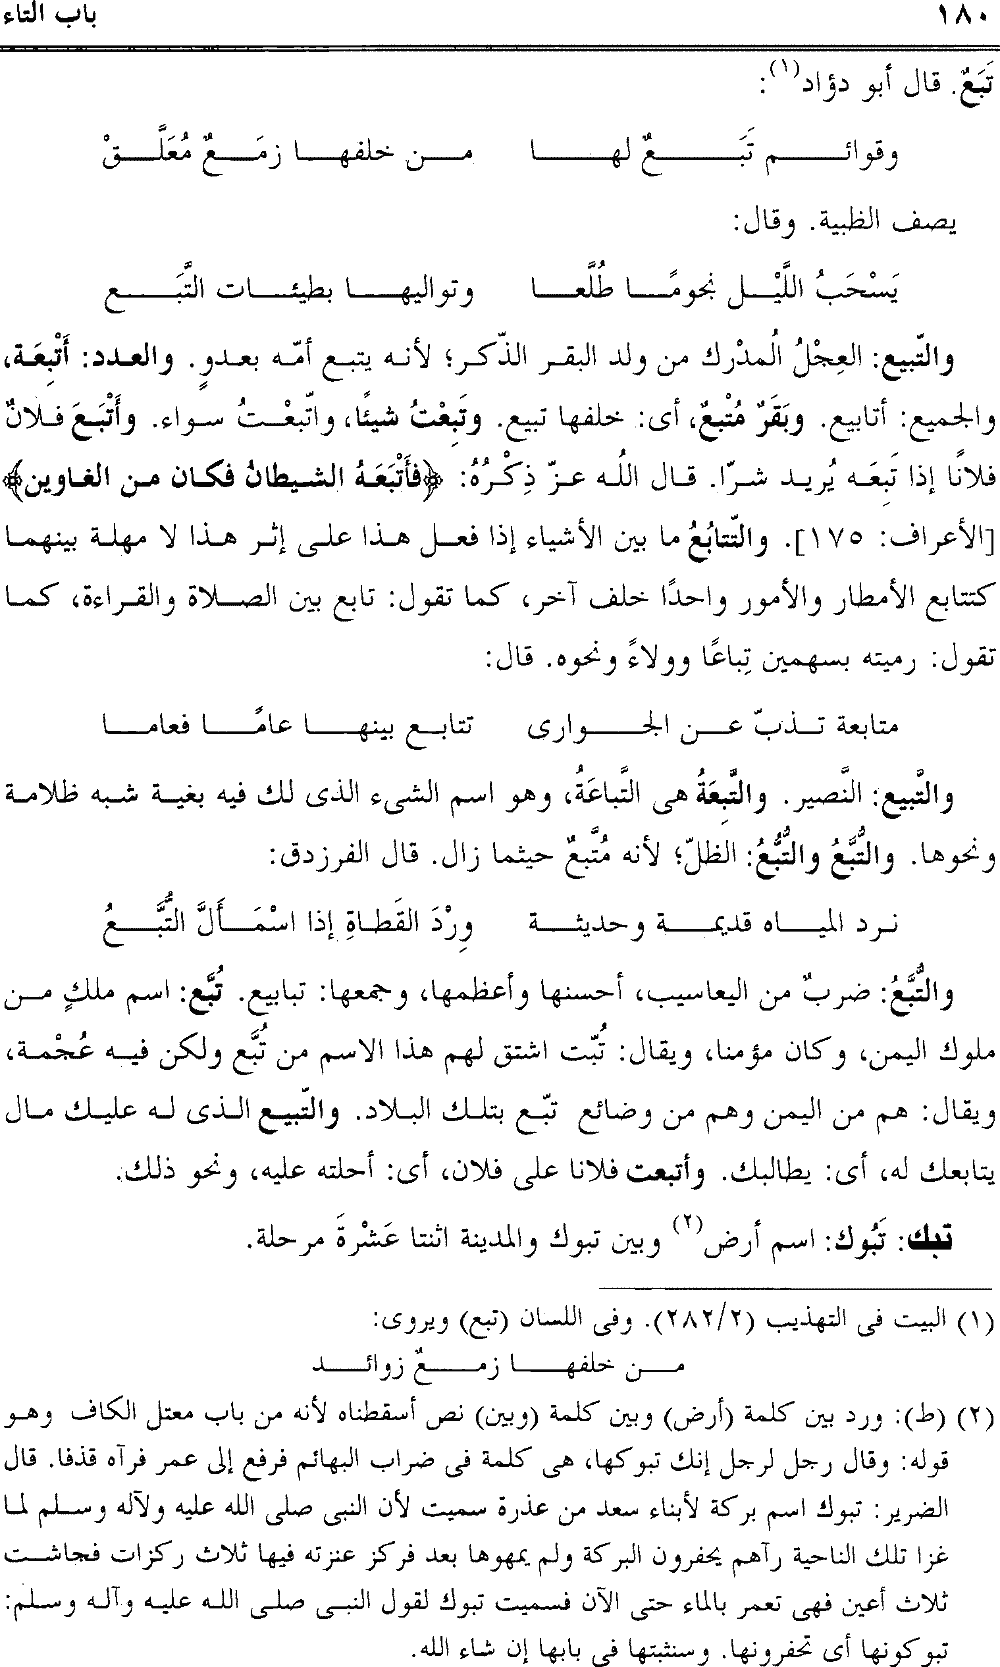 ١٨٠ باب التاء
تَبَعٌ. قال أبو دؤاد(١):
وقوائم تَبَعٌ لها من خلفها زمَعٌ مُعَلَّقْ
يصف الظبية. وقال:
يَسْحَبُ اللَّيْل نجومًا طُلَّعا وتواليها بطيئات التَّبَع
والتّبيع: العِجْلُ الُمدْرك من ولد البقر الذّكر؛ لأنه يتبع أمّه بعدوٍ. والعدد: أَتْبِعَة،
والجميع: أتابيع. وبَقَرٌ مُتْبعٌ، أى: خلفها تبيع. وتَبِعْتُ شيئًا، واتّبعْتُ سواء. وأَتْبَعَ فلانٌ
فلانًا إذا تَبِعَه يُريد شرّا. قال الله عزّ ذِكْرُهُ: ﴿فأَتْبَعَهُ الشيطانُ فكان من الغاوين﴾
[الأعراف: ١٧٥]. والتّتابُعُ ما بين الأشياء إذا فعل هذا على إثر هذا لا مهلة بينهما
كتتابع الأمطار والأمور واحدًا خلف آخر، كما تقول: تابع بين الصلاة والقراءة، كما
تقول: رميته بسهمين تِباعًا وولاءً ونحوه. قال:
متابعة تذبّ عن الجوارى تتابع بينها عامًا فعاما
والتَّبيع: النَّصير. والتَّبِعَةُ هى التَّباعَةُ، وهو اسم الشىء الذى لك فيه بغية شبه ظلامة
ونحوها. والتُّبَّعُ والتُّبُّعُ: الظلّ؛ لأنه مُتَّبعٌ حيثما زال. قال الفرزدق:
نرد المياه قديمة وحديثة وِرْدَ القَطاةِ إذا اسْمَأَلَّ التُّبَّعُ
والتُّبَّعُ: ضربٌ من اليعاسيب، أحسنها وأعظمها، وجمعها: تبابيع. تُبَّع: اسم ملكٍ من
ملوك اليمن، وكان مؤمنا، ويقال: تُبّت اشتق لهم هذا الاسم من تُبَّع ولكن فيه عُجْمة،
ويقال: هم من اليمن وهم من وضائع تبّع بتلك البلاد. والتّبيع الذى له عليك مال
يتابعك له، أى: يطالبك. وأتبعت فلانا على فلان، أى: أحلته عليه، ونحو ذلك.
تبك: تَبُوك: اسم أرض(٢) وبين تبوك والمدينة اثنتا عَشْرةَ مرحلة.
(١) البيت فى التهذيب (٢٨٢/٢). وفى اللسان (تبع) ويروى:
من خلفها زمعٌ زوائد
(٢) (ط): ورد بين كلمة (أرض) وبين كلمة (وبين) نص أسقطناه لأنه من باب معتل الكاف وهو
قوله: وقال رجل لرجل إنك تبوكها، هى كلمة فى ضراب البهائم فرفع إلى عمر فرآه قذفا. قال
الضرير: تبوك اسم بركة لأبناء سعد من عذرة سميت لأن النبى صلى الله عليه ولآله وسلم لما
غزا تلك الناحية رآهم يحفرون البركة ولم يمهوها بعد فركز عنزته فيها ثلاث ركزات فجاشت
ثلاث أعين فهى تعمر بالماء حتى الآن فسميت تبوك لقول النبى صلى الله عليه وآله وسلم:
تبوكونها أى تحفرونها. وسنثبتها فى بابها إن شاء الله.